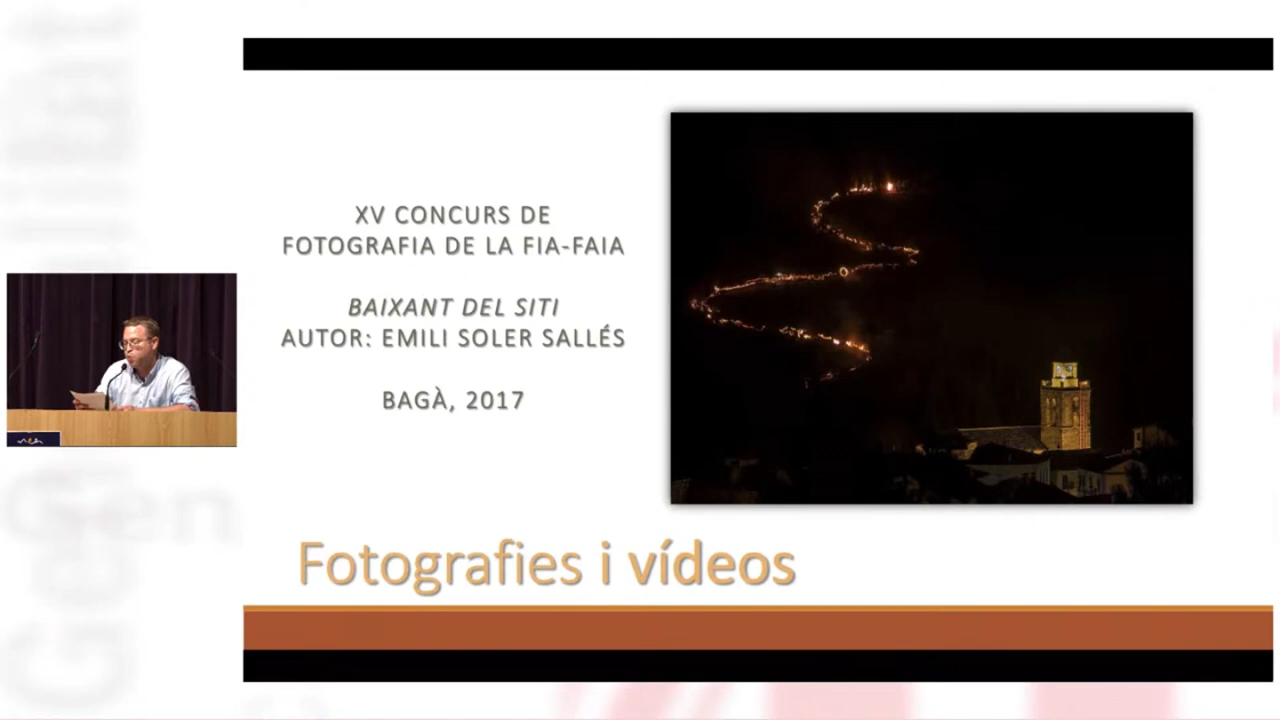 XV CONCURS DE
FOTOGRAFIA DE LA FIA-FAIA
BAIXANT DEL SITI
AUTOR: EMILI SOLER SALLÉS
BAGÀ, 2017
Fotografies i vídeos
Gen